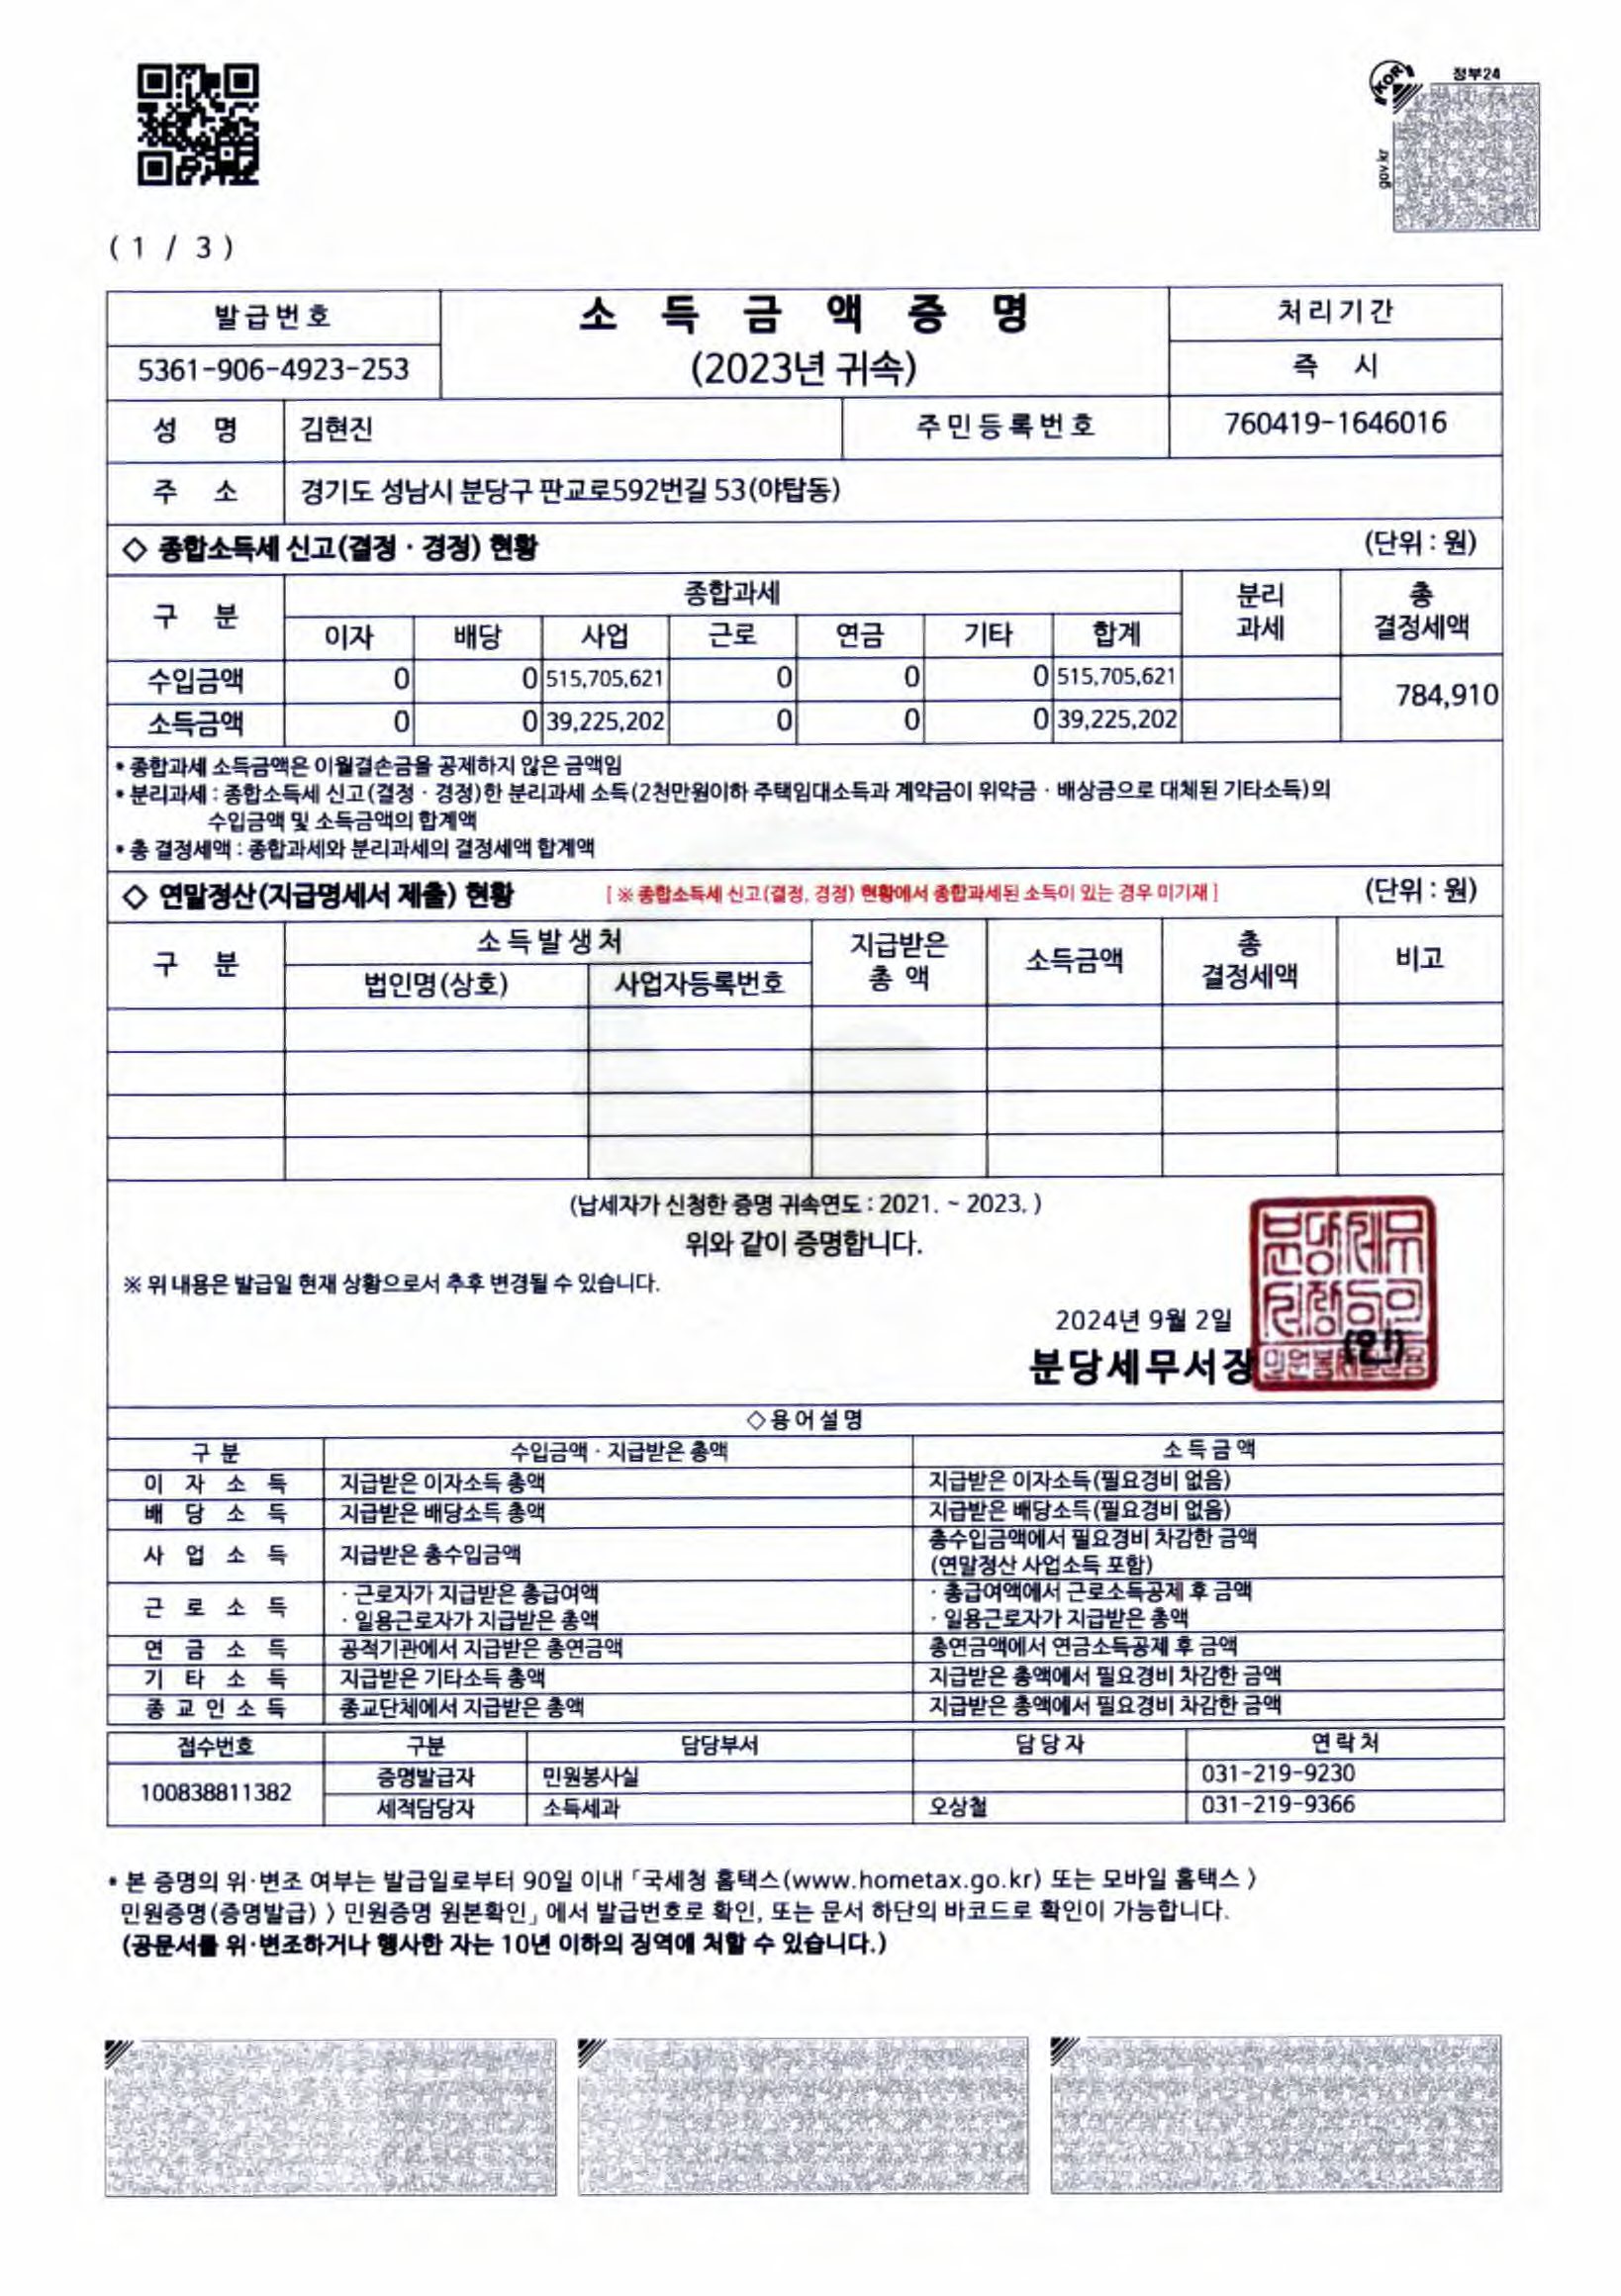 정부24
gov.kr
KOR
( 1 / 3 )
발급번호
소 득 금 액 증 명
처리기간
5361-906-4923-253
(2023년 귀속)
즉 시
성 명 김현진 주민등록번호 760419-1646016
주 소 경기도 성남시 분당구 판교로592번길 53(야탑동)
◇ 종합소득세 신고(결정 · 경정) 현황 (단위 : 원)
구 분 종합과세 분리과세 총결정세액
이자 배당 사업 근로 연금 기타 합계
수입금액 0 0 515,705,621 0 0 0 515,705,621 784,910
소득금액 0 0 39,225,202 0 0 0 39,225,202
* 종합과세 소득금액은 이월결손금을 공제하지 않은 금액임
* 분리과세 : 종합소득세 신고(결정 · 경정)한 분리과세 소득(2천만원이하 주택임대소득과 계약금이 위약금 · 배상금으로 대체된 기타소득)의
수입금액 및 소득금액의 합계액
* 총 결정세액 : 종합과세와 분리과세의 결정세액 합계액
◇ 연말정산(지급명세서 제출) 현황 [ ※ 종합소득세 신고(결정, 경정) 현황에서 종합과세된 소득이 있는 경우 미기재 ] (단위 : 원)
구 분 소득발생처 지급받은 총 액 소득금액 총 결정세액 비고
법인명(상호) 사업자등록번호
(납세자가 신청한 증명 귀속연도 : 2021. ~ 2023. )
위와 같이 증명합니다.
※ 위 내용은 발급일 현재 상황으로서 추후 변경될 수 있습니다.
2024년 9월 2일
분당세무서장 (인)
◇용어설명
구 분 수입금액 · 지급받은 총액 소득금액
이 자 소 득 지급받은 이자소득 총액 지급받은 이자소득(필요경비 없음)
배 당 소 득 지급받은 배당소득 총액 지급받은 배당소득(필요경비 없음)
사 업 소 득 지급받은 총수입금액 총수입금액에서 필요경비 차감한 금액
(연말정산 사업소득 포함)
근 로 소 득 · 근로자가 지급받은 총급여액 · 총급여액에서 근로소득공제 후 금액
· 일용근로자가 지급받은 총액 · 일용근로자가 지급받은 총액
연 금 소 득 공적기관에서 지급받은 총연금액 총연금액에서 연금소득공제 후 금액
기 타 소 득 지급받은 기타소득 총액 지급받은 총액에서 필요경비 차감한 금액
종 교 인 소 득 종교단체에서 지급받은 총액 지급받은 총액에서 필요경비 차감한 금액
접수번호 구분 담당부서 담당자 연락처
100838811382 증명발급자 민원봉사실 031-219-9230
세적담당자 소득세과 오상철 031-219-9366
* 본 증명의 위·변조 여부는 발급일로부터 90일 이내 「국세청 홈택스(www.hometax.go.kr) 또는 모바일 홈택스 〉
민원증명(증명발급) 〉 민원증명 원본확인」 에서 발급번호로 확인, 또는 문서 하단의 바코드로 확인이 가능합니다.
(공문서를 위·변조하거나 행사한 자는 10년 이하의 징역에 처할 수 있습니다.)